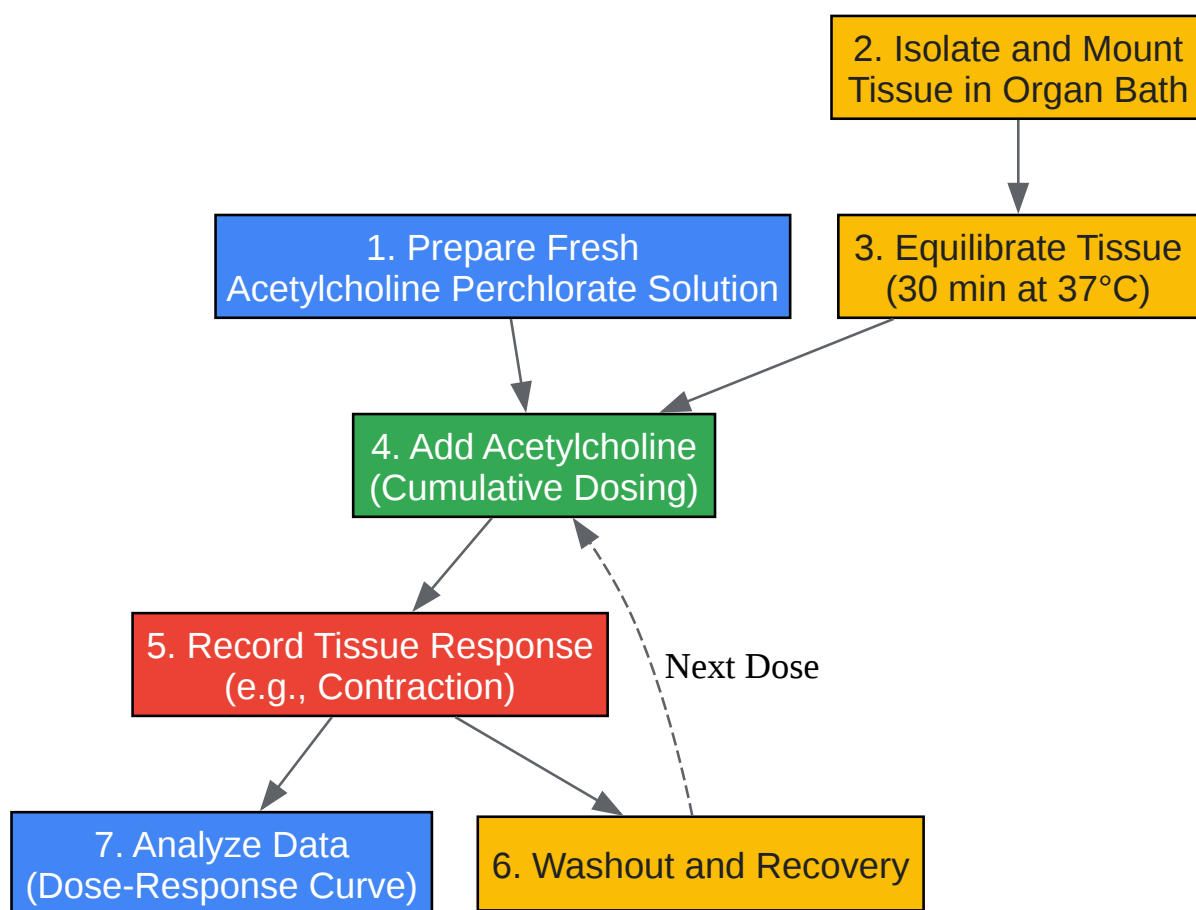 2. Isolate and Mount
Tissue in Organ Bath
1. Prepare Fresh
Acetylcholine Perchlorate Solution
3. Equilibrate Tissue
(30 min at 37°C)
4. Add Acetylcholine
(Cumulative Dosing)
5. Record Tissue Response
(e.g., Contraction)
Next Dose
7. Analyze Data
(Dose-Response Curve)
6. Washout and Recovery